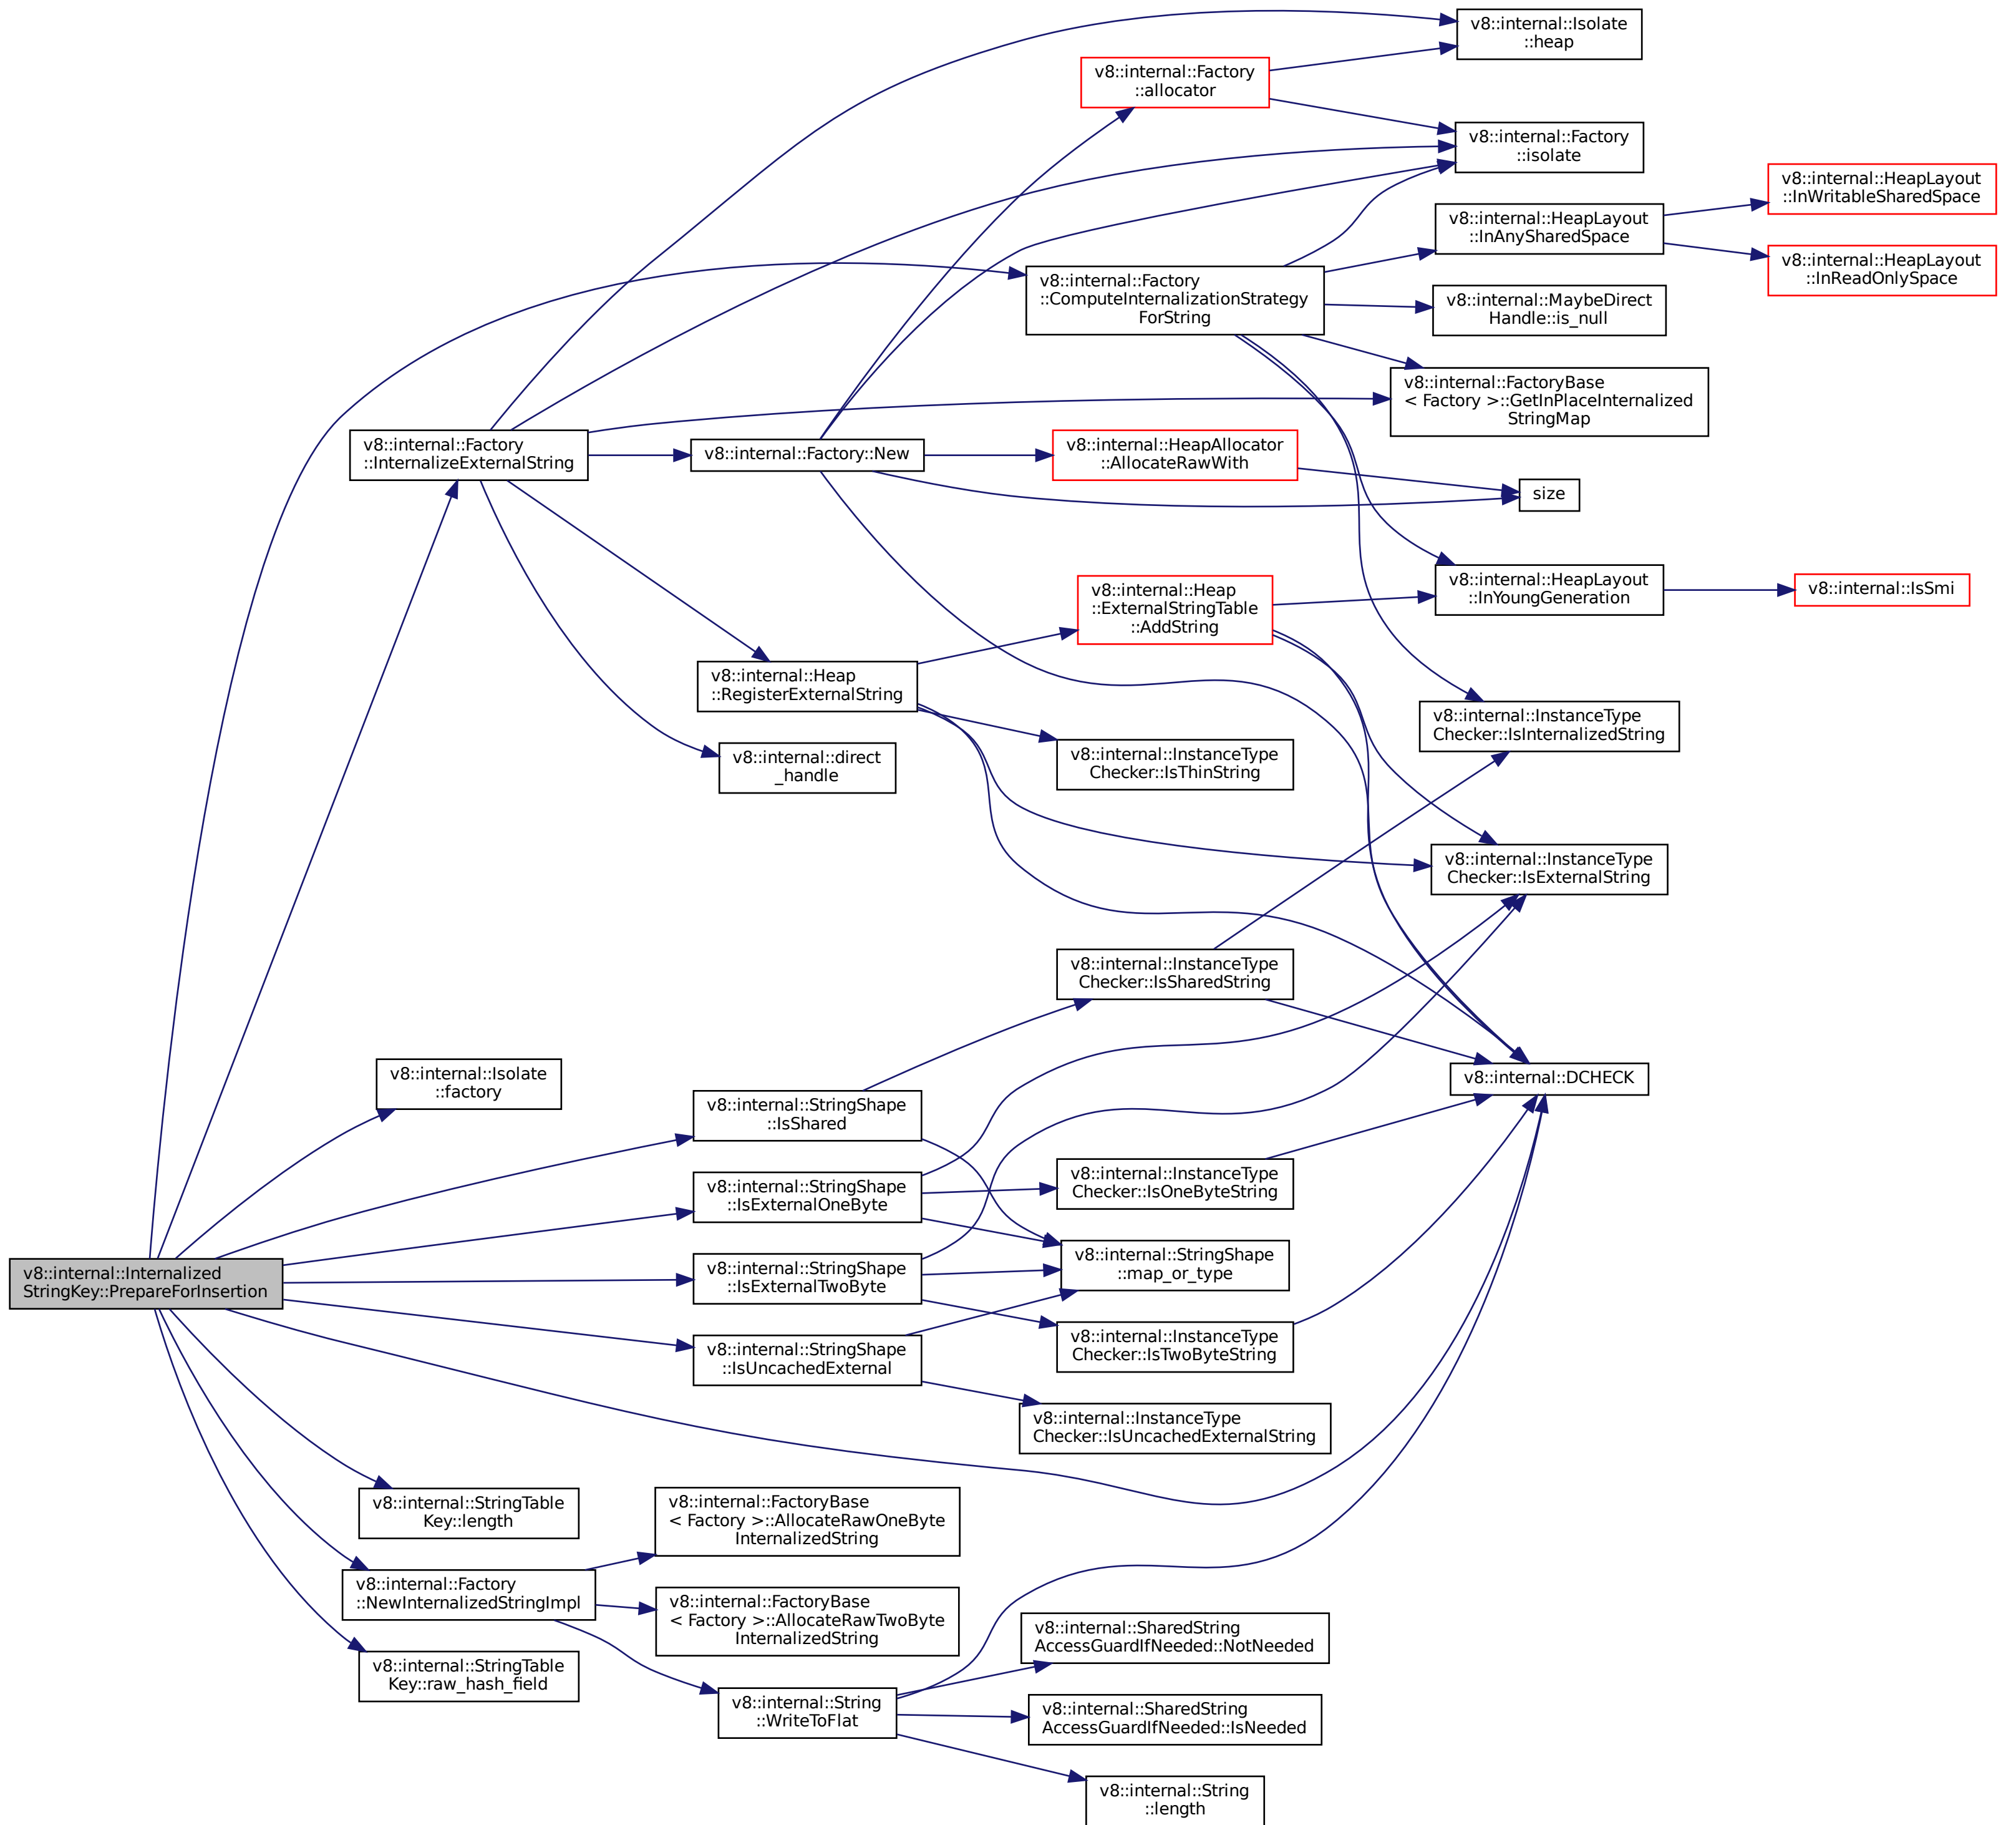 v8::internal::Isolate
::heap
v8::internal::Factory
::allocator
v8::internal::Factory
::isolate
v8::internal::HeapLayout
::InWritableSharedSpace
v8::internal::HeapLayout
::InAnySharedSpace
v8::internal::HeapLayout
::InReadOnlySpace
v8::internal::Factory
::ComputeInternalizationStrategy
ForString
v8::internal::MaybeDirect
Handle::is_null
v8::internal::FactoryBase
< Factory >::GetInPlaceInternalized
StringMap
v8::internal::Factory
::InternalizeExternalString
v8::internal::Factory::New
v8::internal::HeapAllocator
::AllocateRawWith
size
v8::internal::HeapLayout
::InYoungGeneration
v8::internal::IsSmi
v8::internal::Heap
::ExternalStringTable
::AddString
v8::internal::Heap
::RegisterExternalString
v8::internal::InstanceType
Checker::IsInternalizedString
v8::internal::direct
_handle
v8::internal::InstanceType
Checker::IsThinString
v8::internal::InstanceType
Checker::IsExternalString
v8::internal::InstanceType
Checker::IsSharedString
v8::internal::DCHECK
v8::internal::Isolate
::factory
v8::internal::StringShape
::IsShared
v8::internal::StringShape
::IsExternalOneByte
v8::internal::InstanceType
Checker::IsOneByteString
v8::internal::Internalized
StringKey::PrepareForInsertion
v8::internal::StringShape
::IsExternalTwoByte
v8::internal::StringShape
::map_or_type
v8::internal::StringShape
::IsUncachedExternal
v8::internal::InstanceType
Checker::IsTwoByteString
v8::internal::InstanceType
Checker::IsUncachedExternalString
v8::internal::StringTable
Key::length
v8::internal::FactoryBase
< Factory >::AllocateRawOneByte
InternalizedString
v8::internal::Factory
::NewInternalizedStringImpl
v8::internal::FactoryBase
< Factory >::AllocateRawTwoByte
InternalizedString
v8::internal::StringTable
Key::raw_hash_field
v8::internal::SharedString
AccessGuardIfNeeded::NotNeeded
v8::internal::String
::WriteToFlat
v8::internal::SharedString
AccessGuardIfNeeded::IsNeeded
v8::internal::String
::length